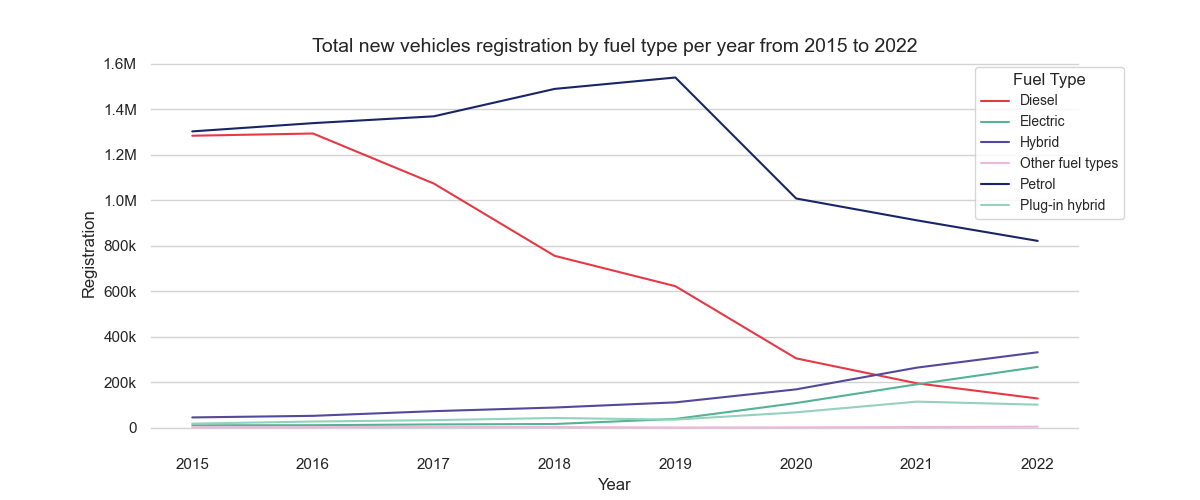 Total new vehicles registration by fuel type per year from 2015 to 2022
1.6M
1.4M
1.2M
1.0M
800k
600k
400k
200k
0
Registration
2015 2016 2017 2018 2019 2020 2021 2022
Year
Fuel Type
Diesel
Electric
Hybrid
Other fuel types
Petrol
Plug-in hybrid